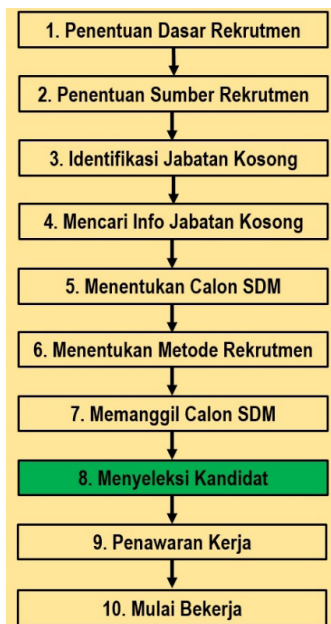 1. Penentuan Dasar Rekrutmen
2. Penentuan Sumber Rekrutmen
3. Identifikasi Jabatan Kosong
4. Mencari Info Jabatan Kosong
5. Menentukan Calon SDM
6. Menentukan Metode Rekrutmen
7. Memanggil Calon SDM
8. Menyeleksi Kandidat
9. Penawaran Kerja
10. Mulai Bekerja